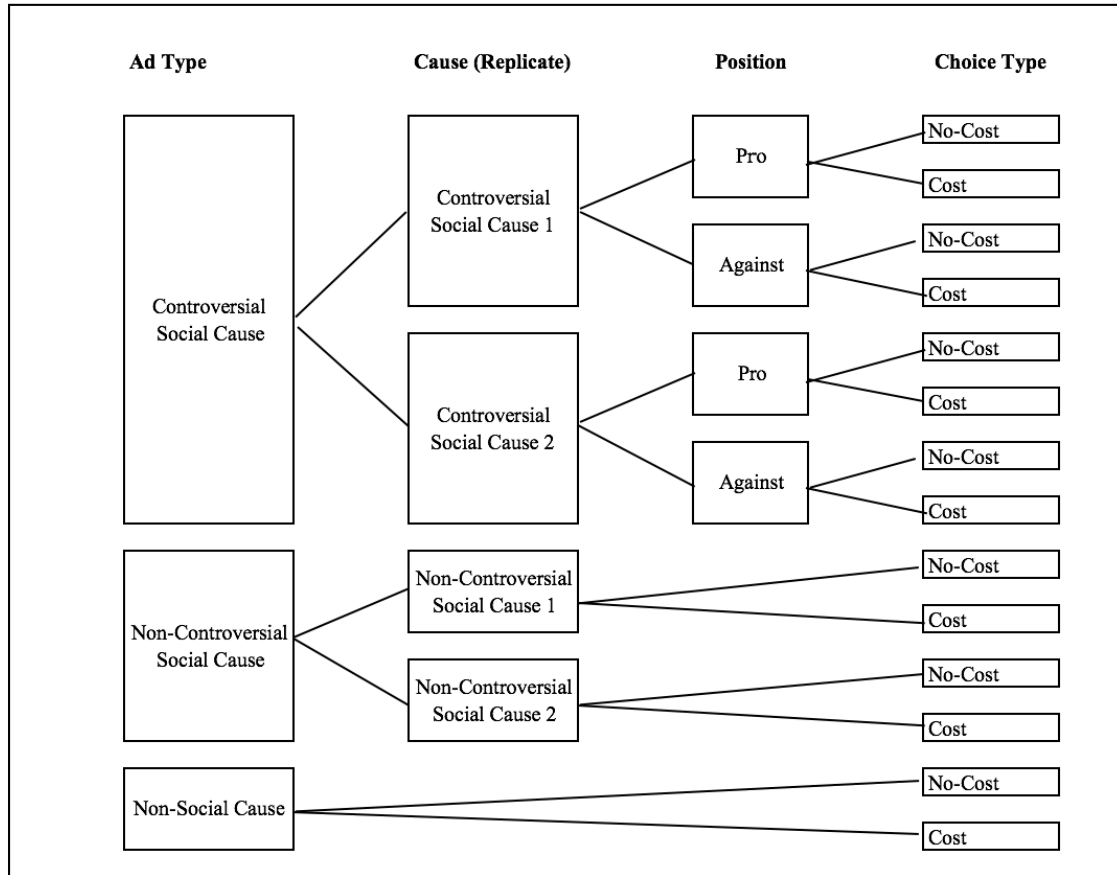 Ad Type
Cause (Replicate)
Position
Choice Type
Controversial
Social Cause
Controversial
Social Cause 1
Pro
No-Cost
Cost
Against
No-Cost
Cost
Controversial
Social Cause 2
Pro
No-Cost
Cost
Against
No-Cost
Cost
Non-Controversial
Social Cause
Non-Controversial
Social Cause 1
No-Cost
Cost
Non-Controversial
Social Cause 2
No-Cost
Cost
Non-Social Cause
No-Cost
Cost